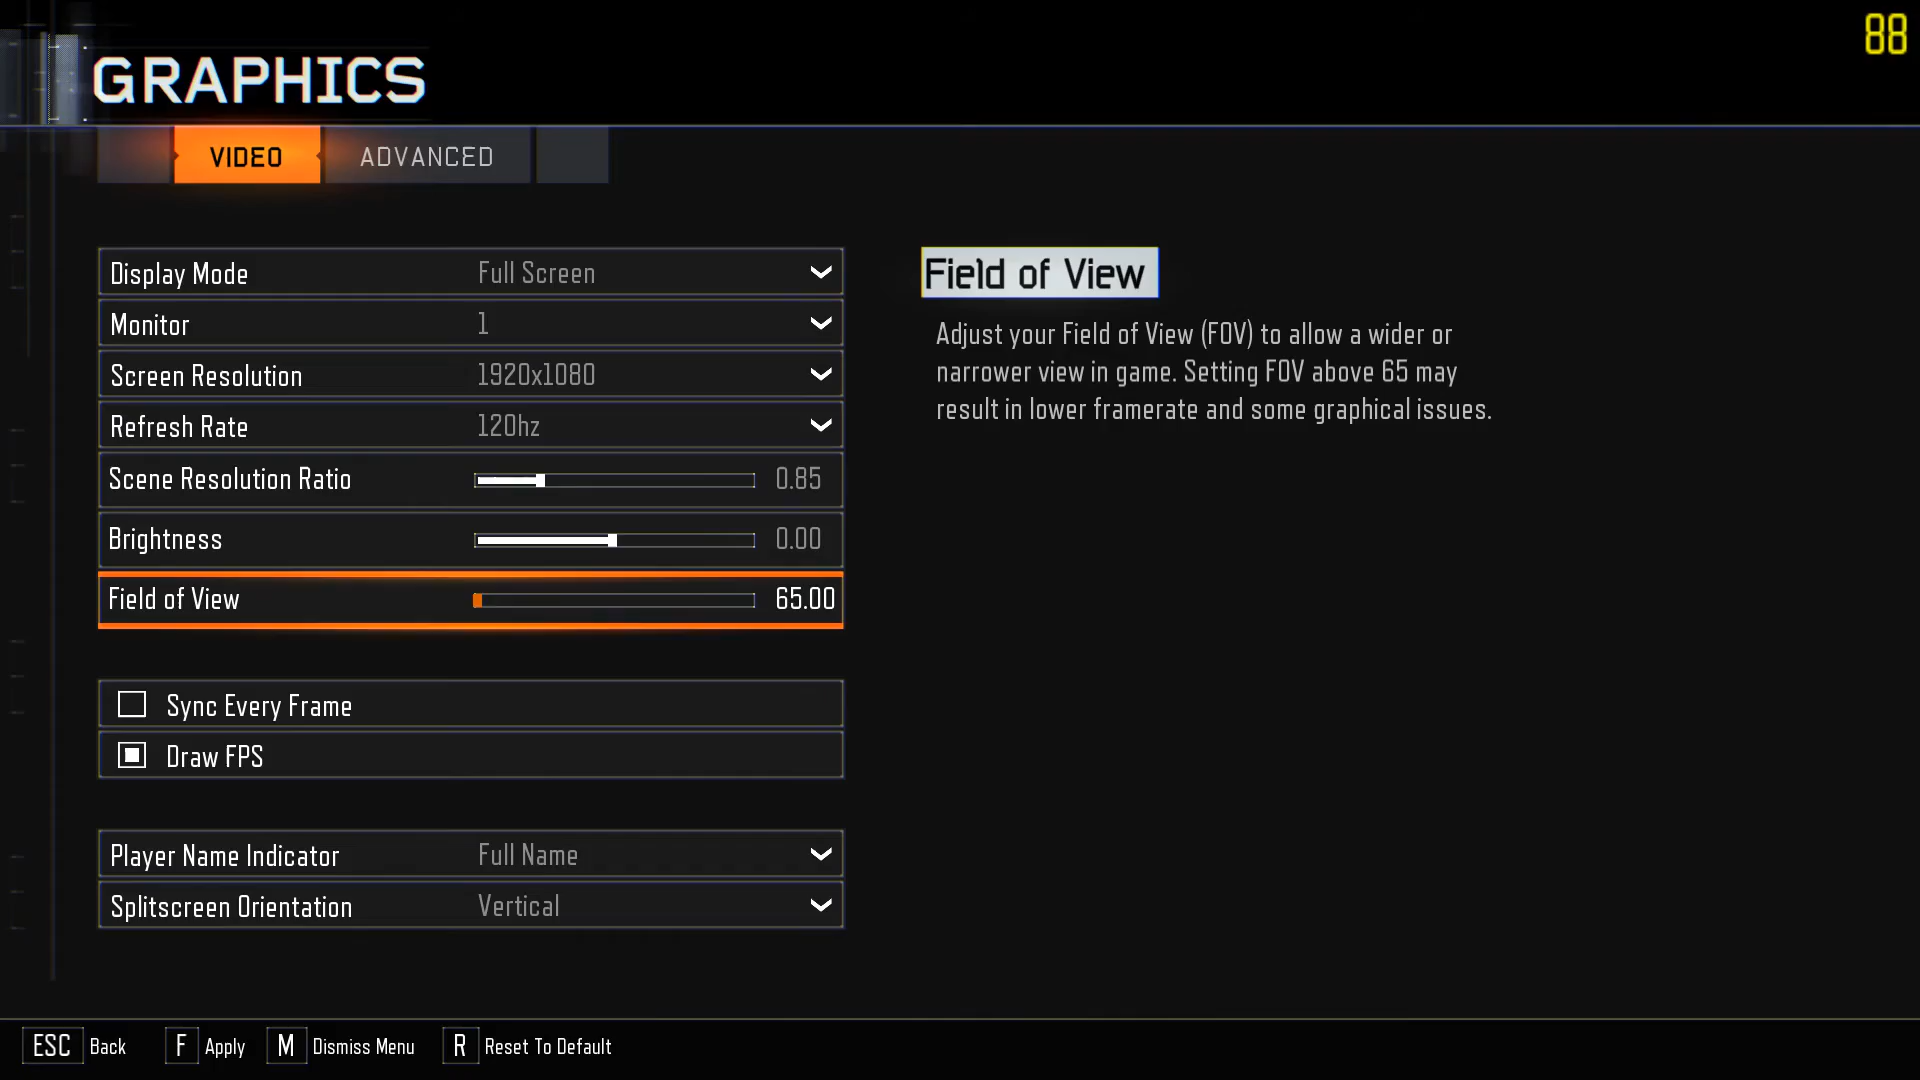 88
GRAPHICS
VIDEO ADVANCED
Display Mode Full Screen
Monitor 1
Screen Resolution 1920x1080
Refresh Rate 120hz
Scene Resolution Ratio 0.85
Brightness 0.00
Field of View 65.00
Sync Every Frame
Draw FPS
Player Name Indicator Full Name
Splitscreen Orientation Vertical
Field of View
Adjust your Field of View (FOV) to allow a wider or
narrower view in game. Setting FOV above 65 may
result in lower framerate and some graphical issues.
ESC Back F Apply M Dismiss Menu R Reset To Default